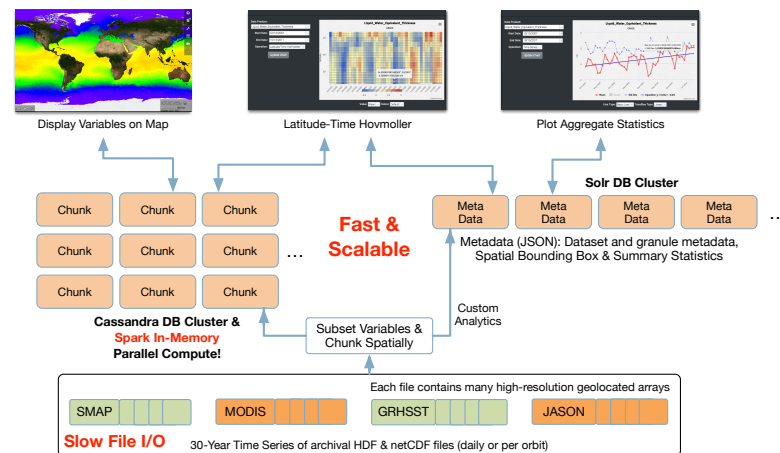 Liquid_Water_Equivalent_Thickness
Liquid_Water_Equivalent_Thickness
Display Variables on Map
Latitude-Time Hovmoller
Plot Aggregate Statistics
Solr DB Cluster
Chunk Chunk Chunk
Meta Data
Meta Data
Meta Data
Meta Data
...
Fast &
Scalable
Chunk Chunk Chunk
...
Metadata (JSON): Dataset and granule metadata,
Spatial Bounding Box & Summary Statistics
Chunk Chunk Chunk
Cassandra DB Cluster &
Spark In-Memory
Parallel Compute!
Subset Variables &
Chunk Spatially
Custom
Analytics
Each file contains many high-resolution geolocated arrays
SMAP MODIS GRHSST JASON
Slow File I/O
30-Year Time Series of archival HDF & netCDF files (daily or per orbit)